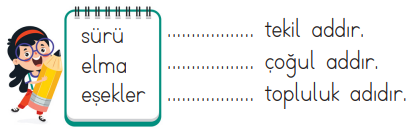 sürü ................. tekil addır.
elma ................. çoğul addır.
eşekler ................. topluluk adıdır.